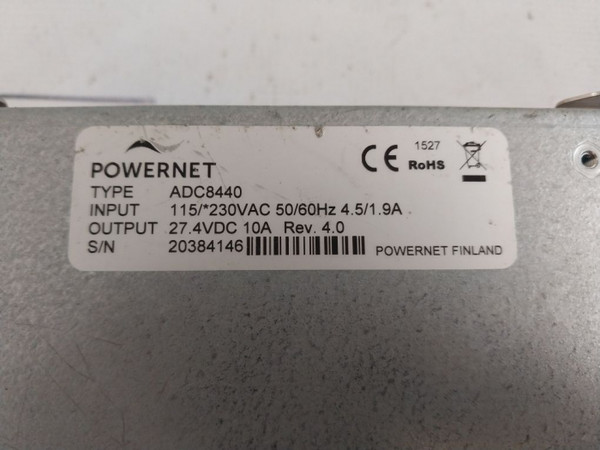 POWERNET
CE 1527 RoHS
TYPE ADC8440
INPUT 115/*230VAC 50/60Hz 4.5/1.9A
OUTPUT 27.4VDC 10A Rev. 4.0
S/N 20384146
POWERNET FINLAND